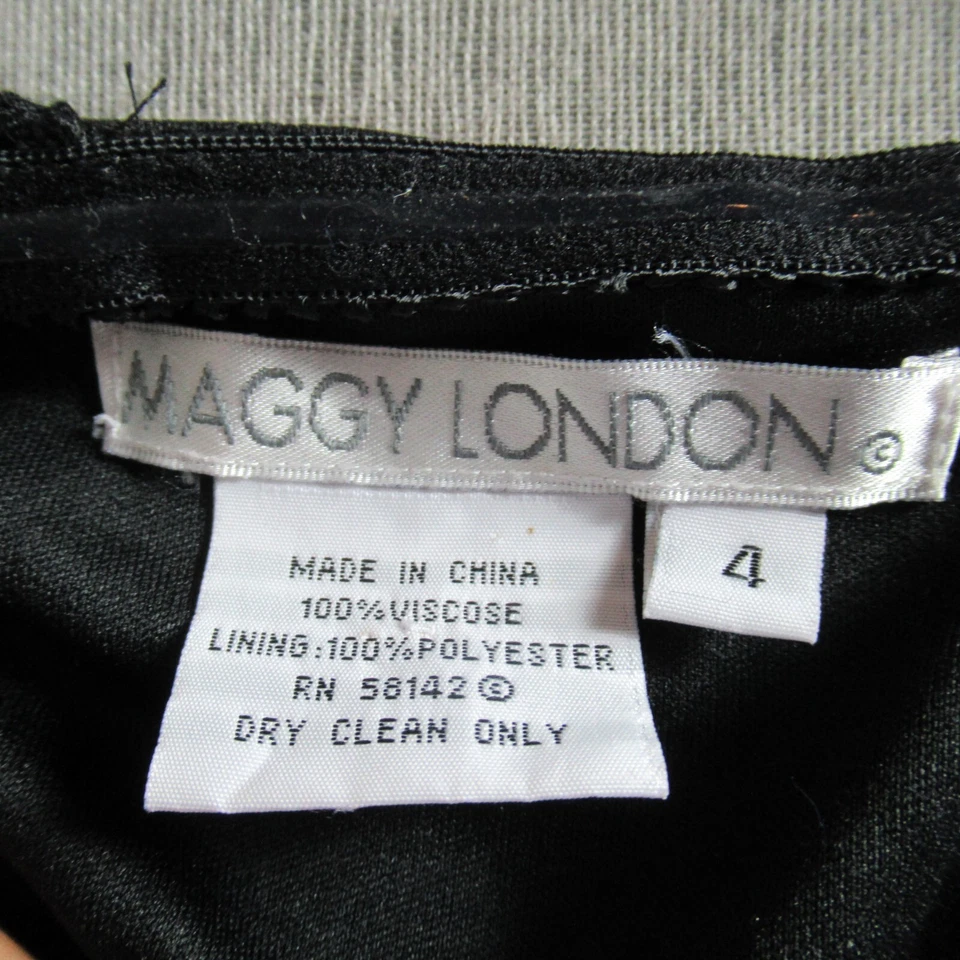 MAGGY LONDON ©
4
MADE IN CHINA
100%VISCOSE
LINING:100%POLYESTER
RN 58142 ©
DRY CLEAN ONLY